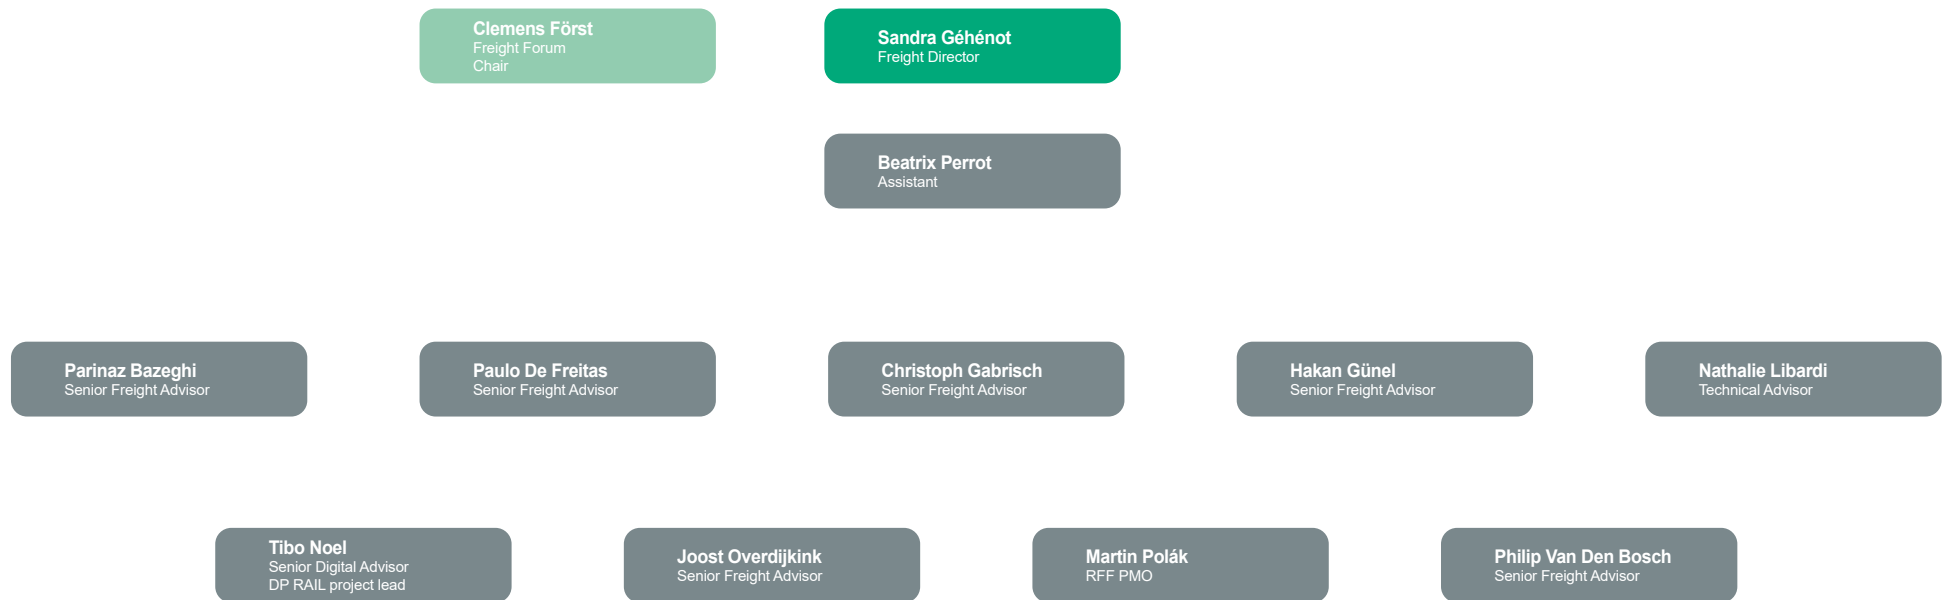 Clemens Först
Freight Forum
Chair
Sandra Géhénot
Freight Director
Beatrix Perrot
Assistant
Parinaz Bazeghi
Senior Freight Advisor
Paulo De Freitas
Senior Freight Advisor
Christoph Gabrisch
Senior Freight Advisor
Hakan Günel
Senior Freight Advisor
Nathalie Libardi
Technical Advisor
Tibo Noel
Senior Digital Advisor
DP RAIL project lead
Joost Overdijkink
Senior Freight Advisor
Martin Polák
RFF PMO
Philip Van Den Bosch
Senior Freight Advisor